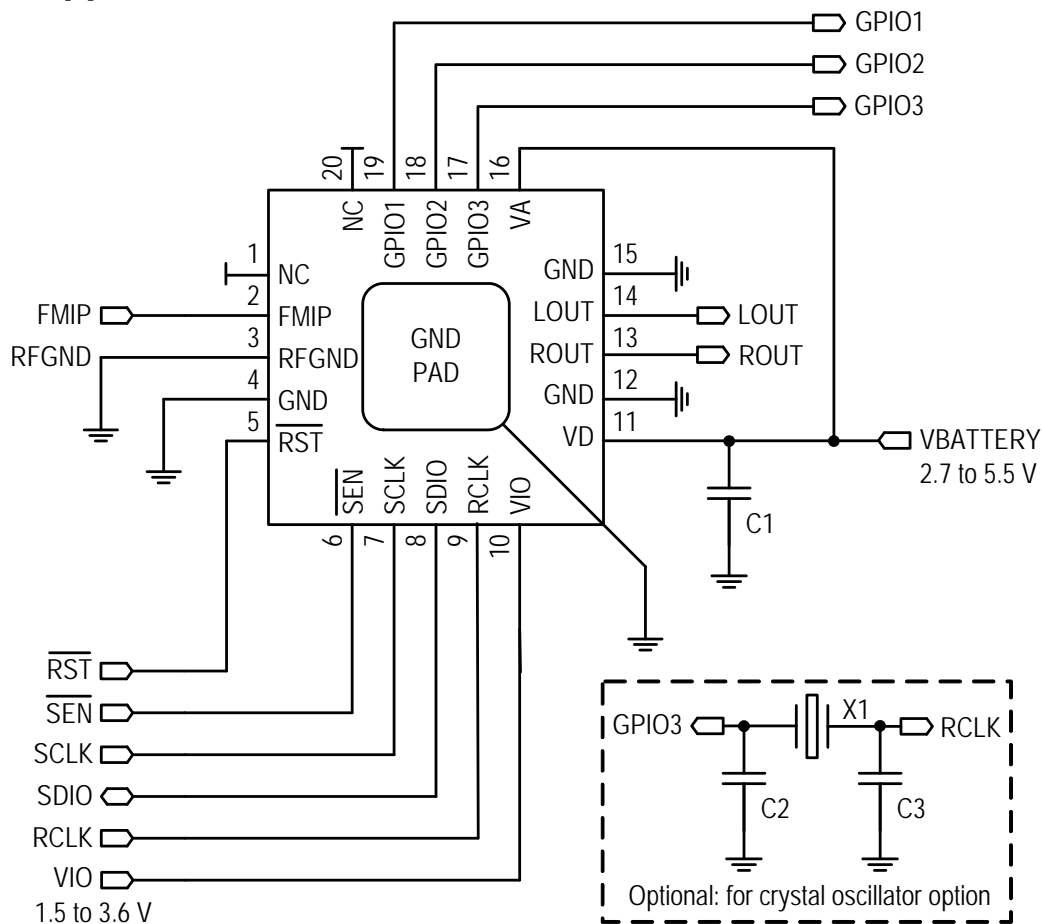 GPIO1
GPIO2
GPIO3
20
19
18
17
16
NC
GPIO1
GPIO2
GPIO3
VA
1
NC
2
FMIP
FMIP
3
RFGND
RFGND
4
GND
5
RST
GND
PAD
15
GND
14
LOUT
LOUT
13
ROUT
ROUT
12
GND
11
VD
VBATTERY
2.7 to 5.5 V
C1
SEN
SCLK
SDIO
RCLK
VIO
6
7
8
9
10
RST
SEN
SCLK
SDIO
RCLK
VIO
1.5 to 3.6 V
GPIO3
X1
RCLK
C2
C3
Optional: for crystal oscillator option